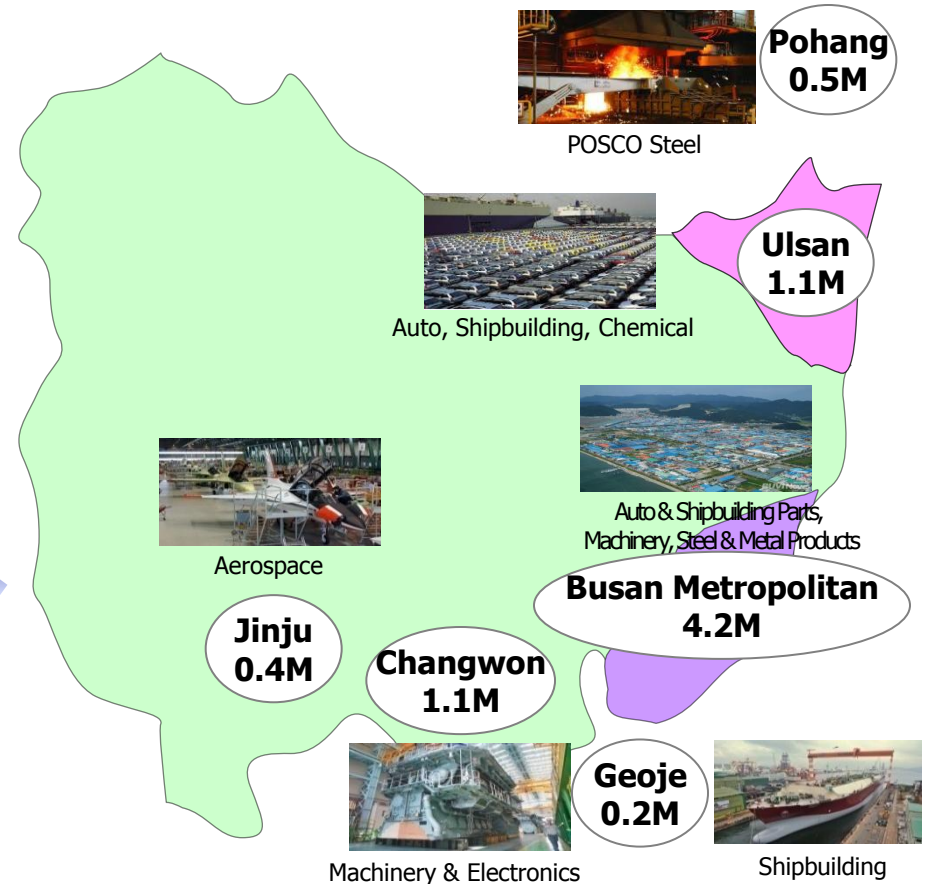 Pohang
0.5M
POSCO Steel
Ulsan
1.1M
Auto, Shipbuilding, Chemical
Auto & Shipbuilding Parts,
Machinery, Steel & Metal Products
Aerospace
Busan Metropolitan
4.2M
Jinju
0.4M
Changwon
1.1M
Geoje
0.2M
Machinery & Electronics
Shipbuilding